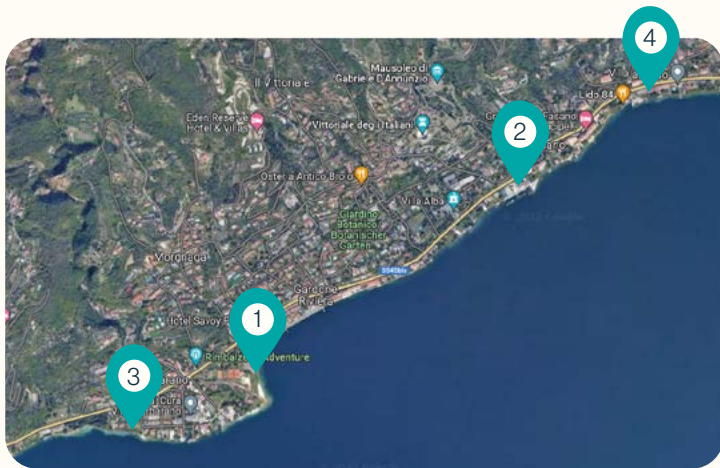 4
Mausoleo di
Gabriele D'Annunzio
Il Vittoriale
Lido 84
Eden Reserve
Hotel & Villas
Vittoriale degli Italiani
2
Osteria Antico Brolo
Villa Alba
Giardino
Botanico
Botanischer
Garten
Morgnaga
SS45bis
Gardone
Riviera
1
Hotel Savoy
Adventure
3